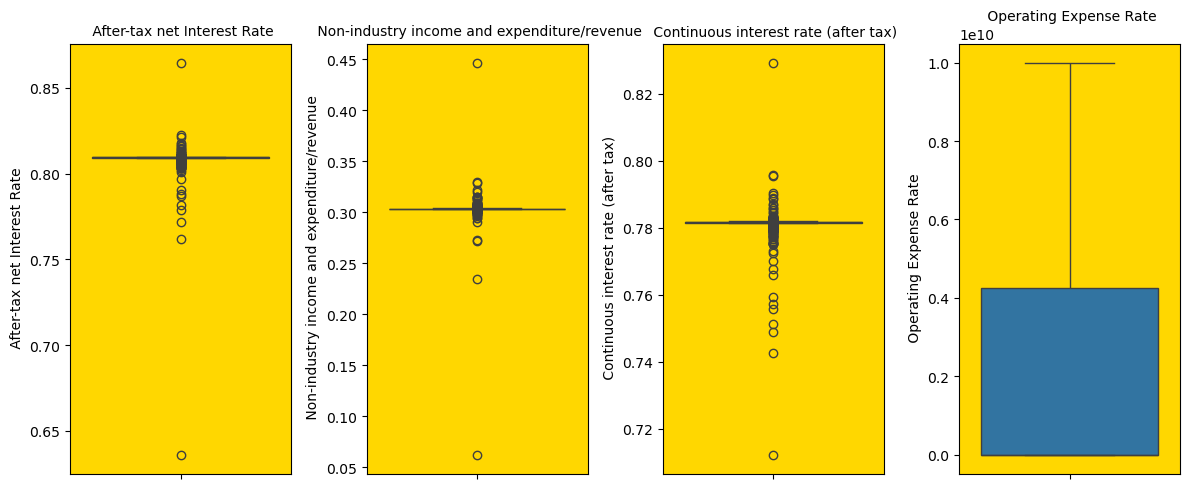 After-tax net Interest Rate
After-tax net Interest Rate
0.85
0.80
0.75
0.70
0.65
Non-industry income and expenditure/revenue
Non-industry income and expenditure/revenue
0.45
0.40
0.35
0.30
0.25
0.20
0.15
0.10
0.05
Continuous interest rate (after tax)
Continuous interest rate (after tax)
0.82
0.80
0.78
0.76
0.74
0.72
Operating Expense Rate
1e10
Operating Expense Rate
1.0
0.8
0.6
0.4
0.2
0.0